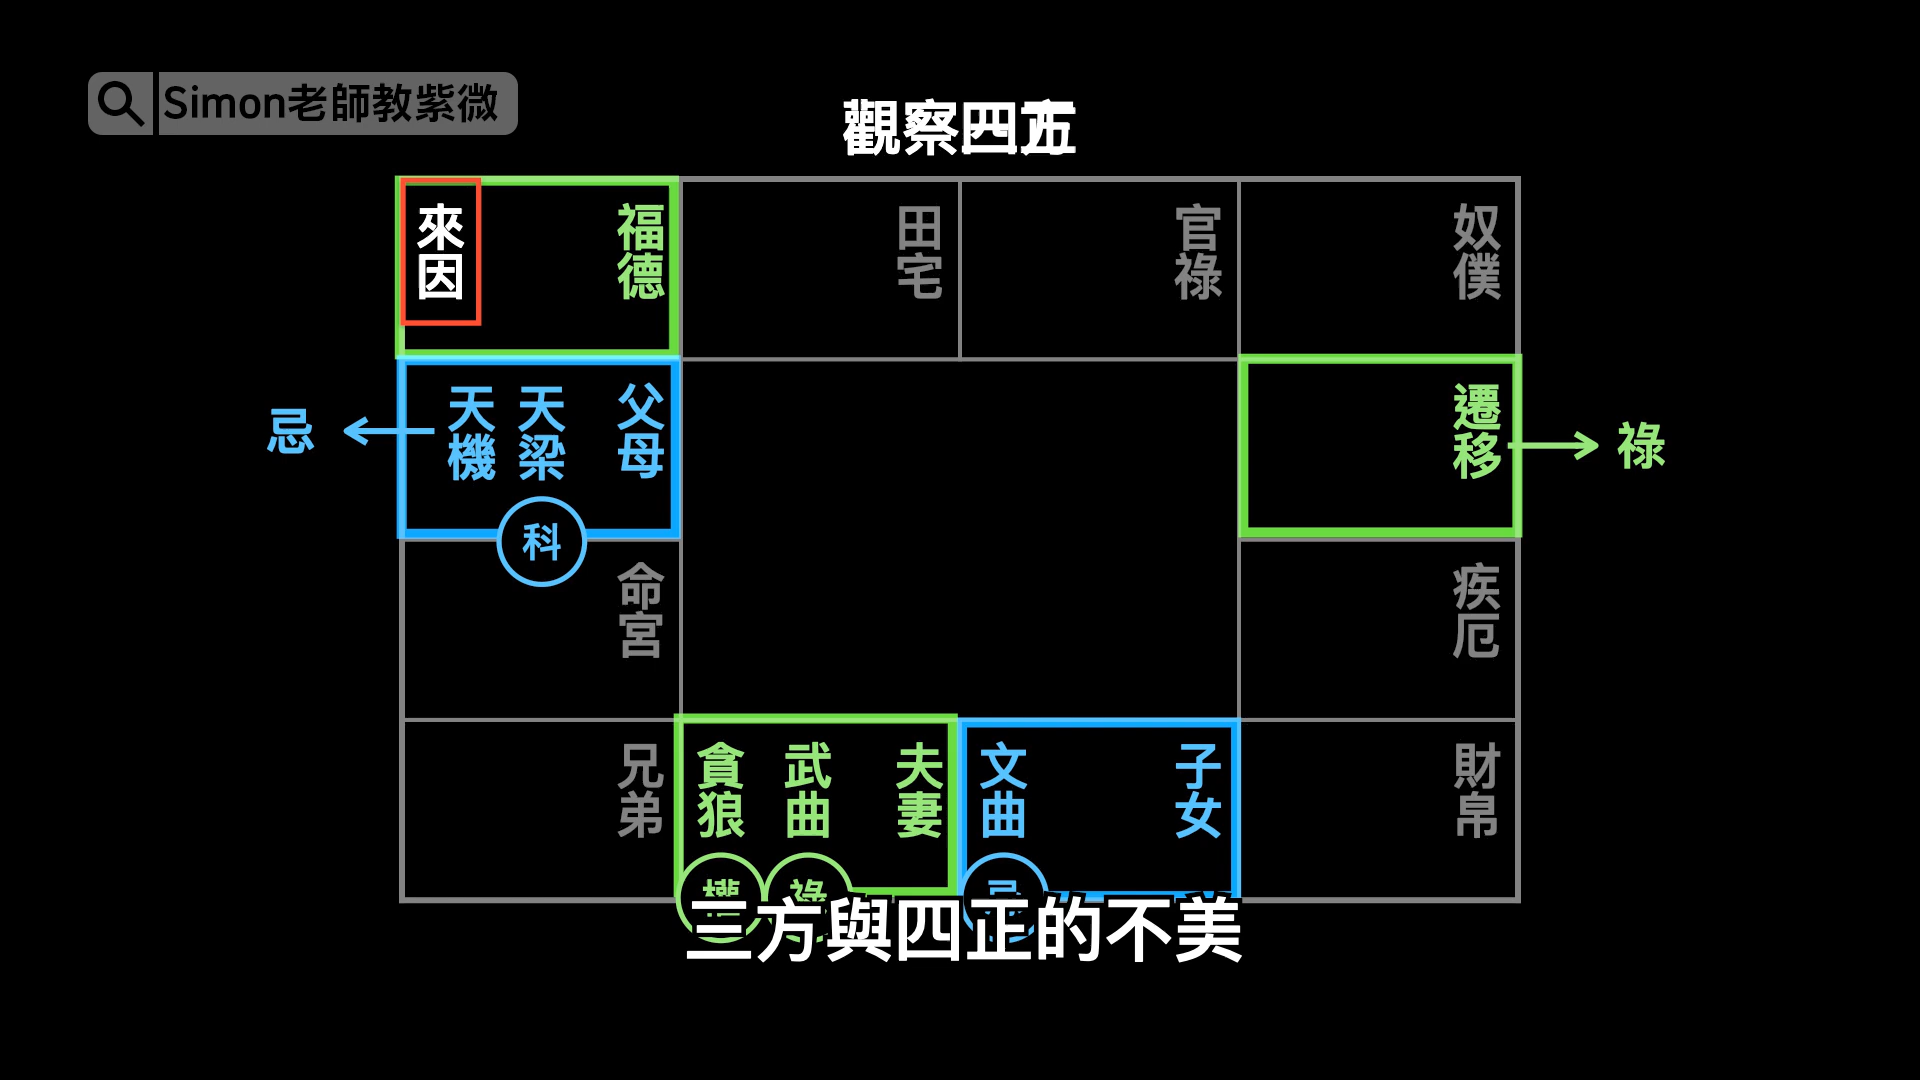 Simon老師教紫微
觀察四
來因
福德
田宅
官祿
奴僕
忌
天機
天梁
父母
科
遷移
祿
命宮
疾厄
兄弟
貪狼
武曲
夫妻
文曲
子女
財帛
三方與四正的不美